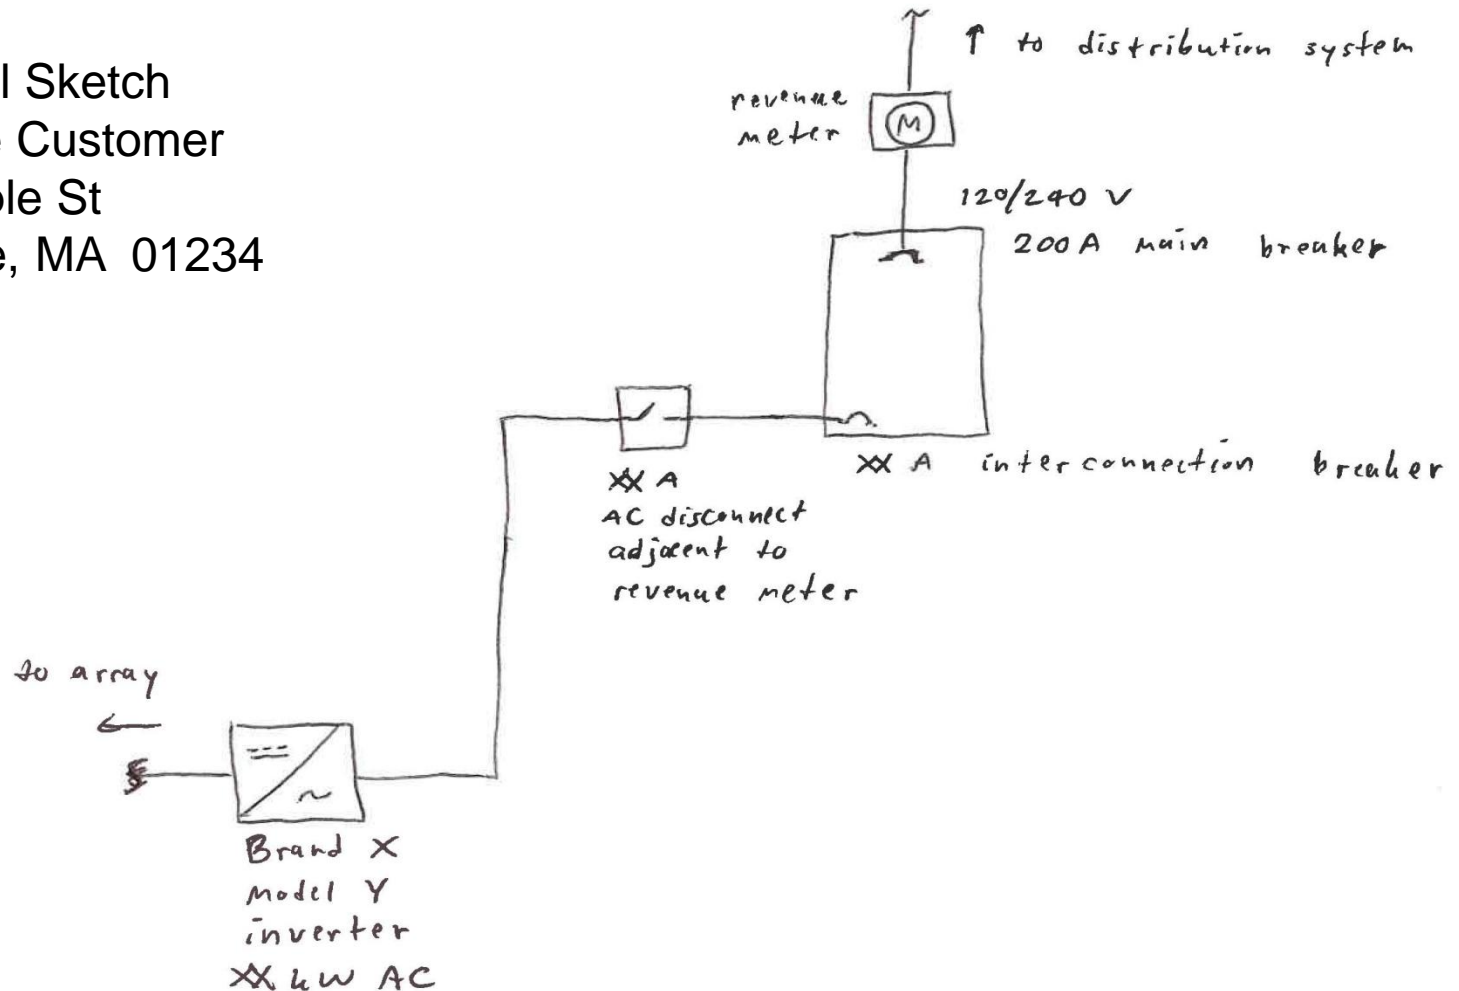 l Sketch
e Customer
ple St
e, MA 01234
↑ to distribution system
revenue
meter
M
120/240 V
200A main breaker
XX A interconnection breaker
XX A
AC disconnect
adjacent to
revenue meter
to array
←
Brand X
Model Y
inverter
XX kW AC